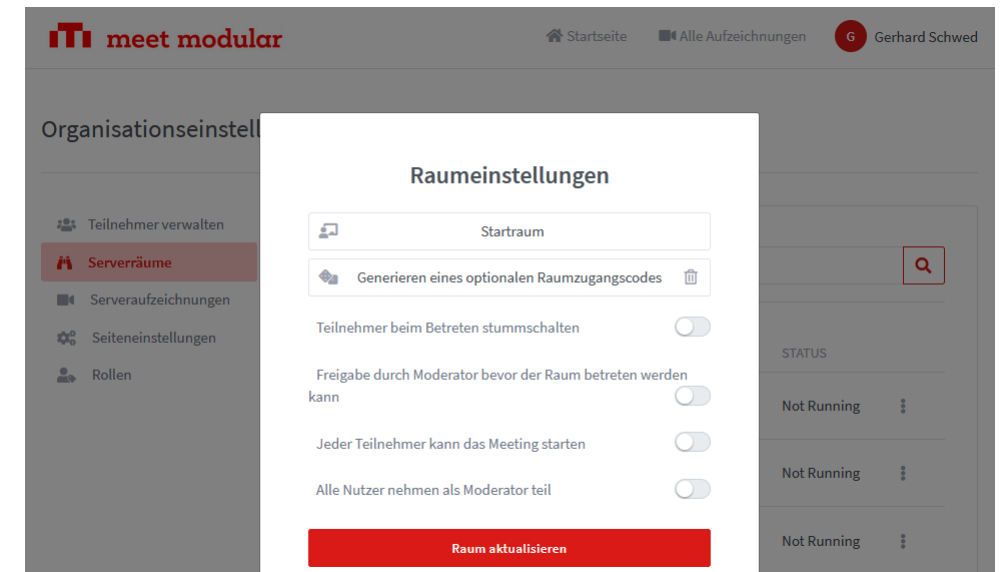 meet modular
Startseite
Alle Aufzeichnungen
G
Gerhard Schwed
Organisationseinstell
Teilnehmer verwalten
Serverräume
Serveraufzeichnungen
Seiteneinstellungen
Rollen
Raumeinstellungen
Startraum
Generieren eines optionalen Raumzugangscodes
Teilnehmer beim Betreten stummschalten
Freigabe durch Moderator bevor der Raum betreten werden
kann
Jeder Teilnehmer kann das Meeting starten
Alle Nutzer nehmen als Moderator teil
Raum aktualisieren
STATUS
Not Running
Not Running
Not Running